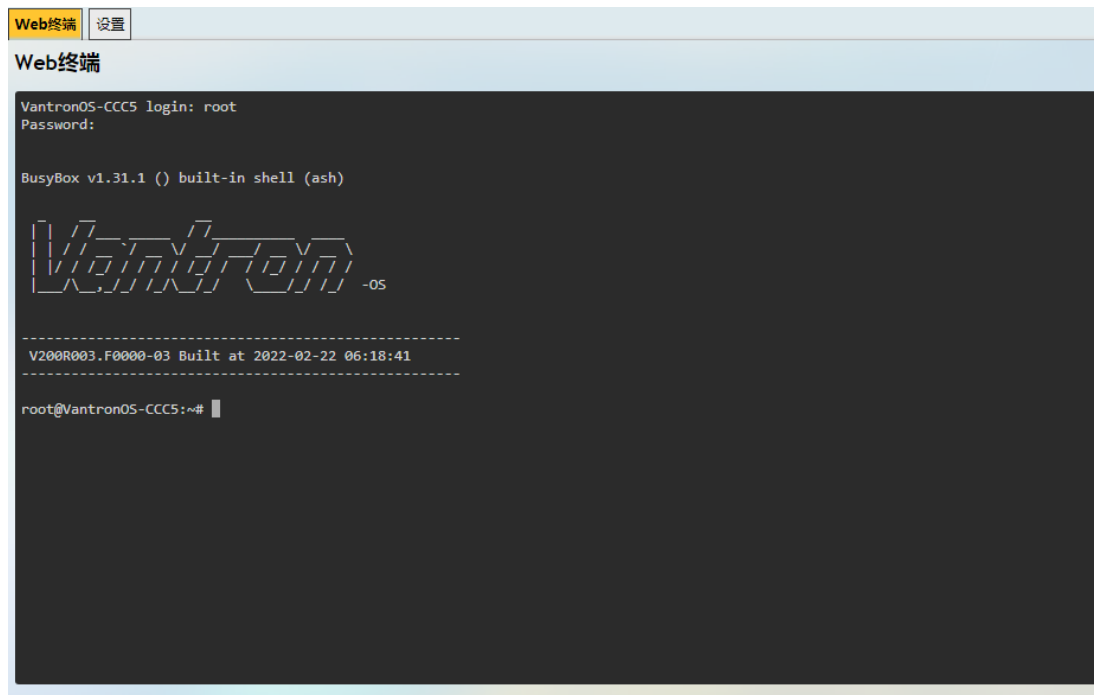 Web终端 设置
Web终端
VantronOS-CCC5 login: root
Password:
BusyBox v1.31.1 () built-in shell (ash)
Vantron -OS
-----------------------------------------------------
V200R003.F0000-03 Built at 2022-02-22 06:18:41
-----------------------------------------------------
root@VantronOS-CCC5:~#